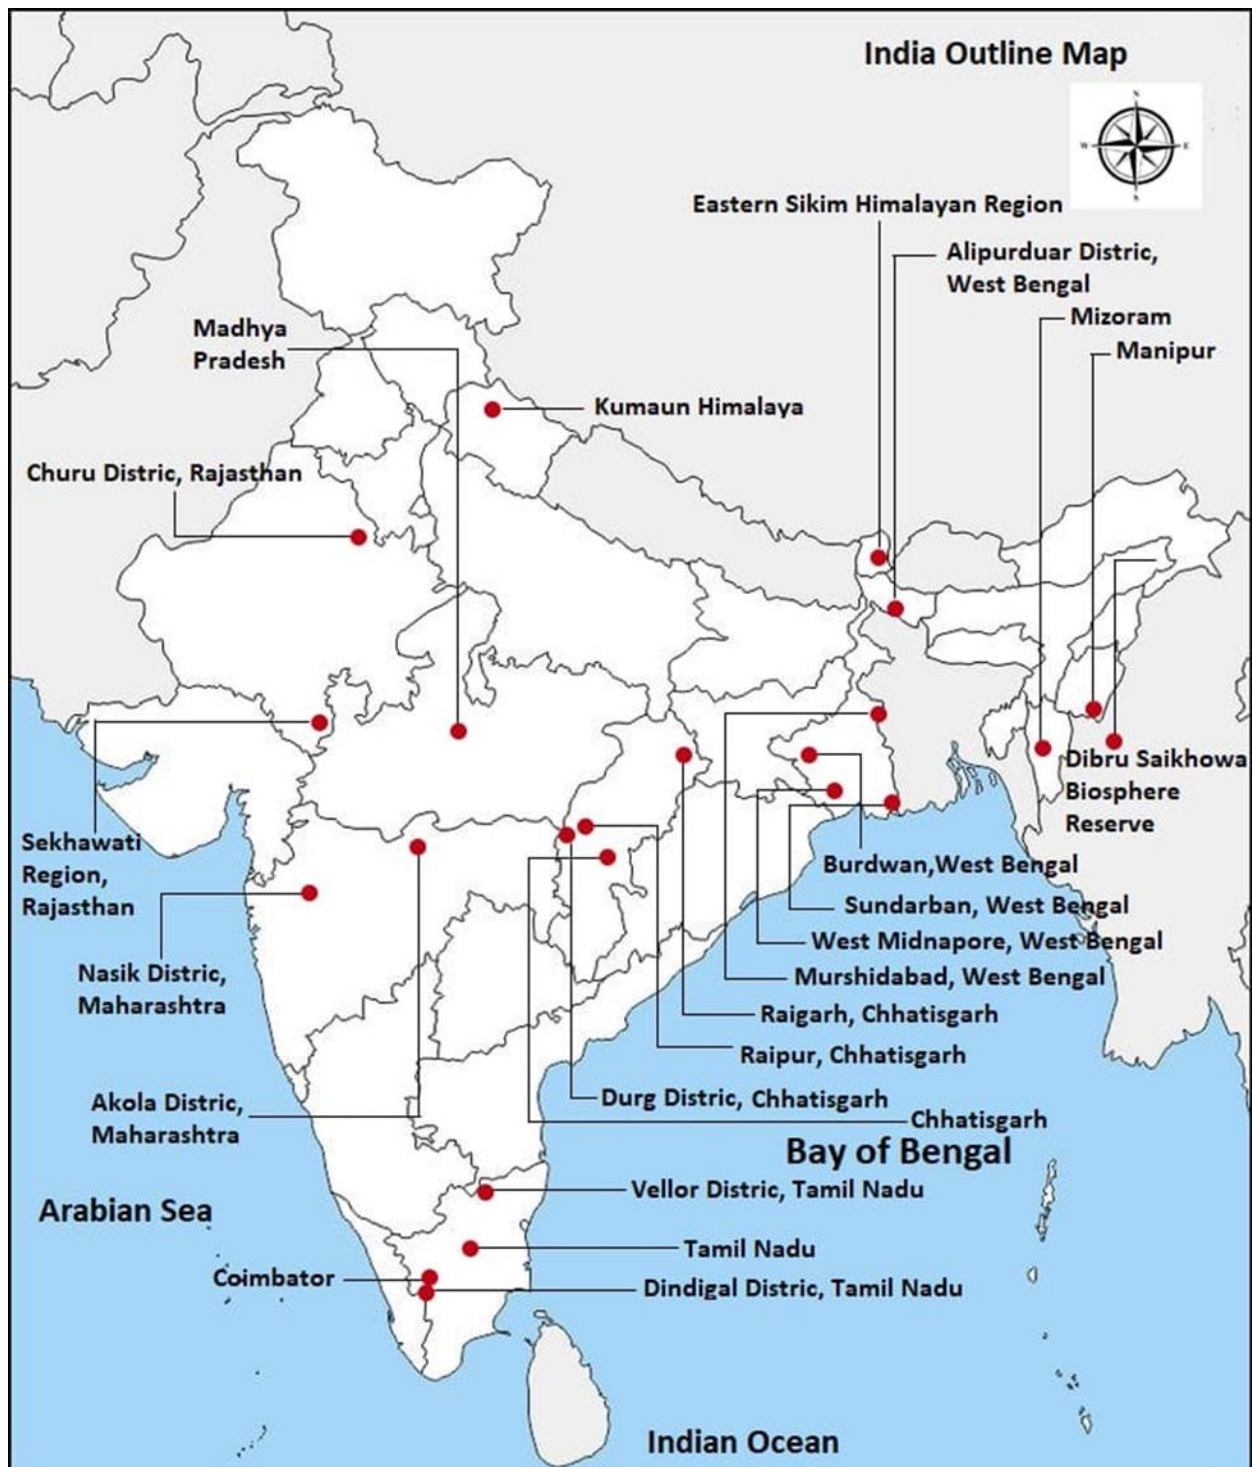 India Outline Map
N
W
E
S
Eastern Sikim Himalayan Region
Alipurduar Distric,
West Bengal
Mizoram
Manipur
Madhya
Pradesh
Kumaun Himalaya
Churu Distric, Rajasthan
Dibru Saikhowa
Biosphere
Reserve
Sekhawati
Region,
Rajasthan
Burdwan,West Bengal
Sundarban, West Bengal
West Midnapore, West Bengal
Murshidabad, West Bengal
Nasik Distric,
Maharashtra
Raigarh, Chhatisgarh
Raipur, Chhatisgarh
Durg Distric, Chhatisgarh
Akola Distric,
Maharashtra
Chhatisgarh
Bay of Bengal
Vellor Distric, Tamil Nadu
Arabian Sea
Tamil Nadu
Coimbator
Dindigal Distric, Tamil Nadu
Indian Ocean